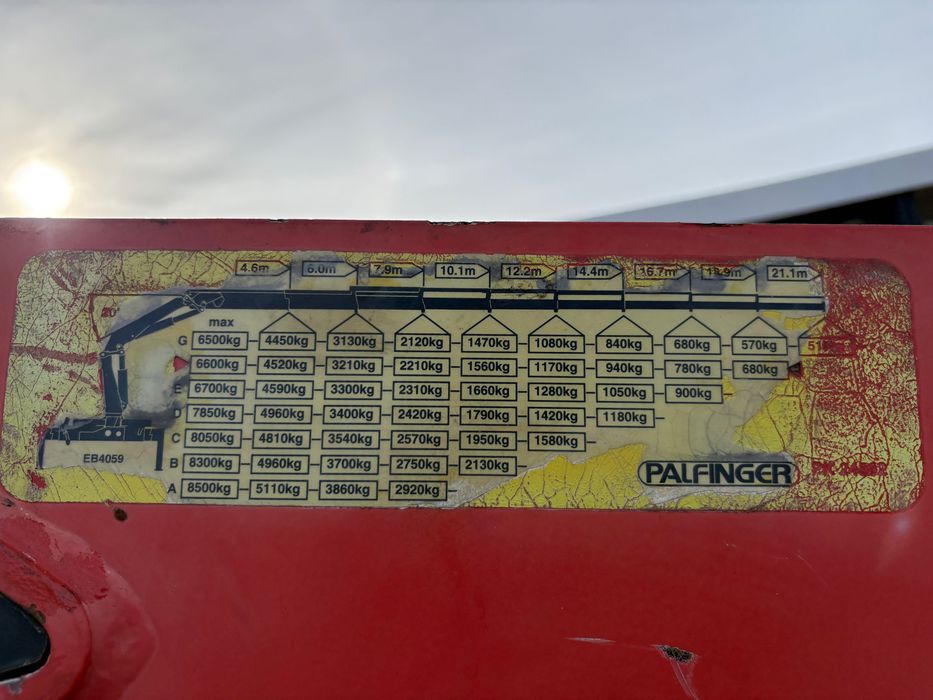 4.6m 6.0m 7.9m 10.1m 12.2m 14.4m 16.7m 18.9m 21.1m
20°
max
G 6500kg 4450kg 3130kg 2120kg 1470kg 1080kg 840kg 680kg 570kg
6600kg 4520kg 3210kg 2210kg 1560kg 1170kg 940kg 780kg 680kg
E 6700kg 4590kg 3300kg 2310kg 1660kg 1280kg 1050kg 900kg
D 7850kg 4960kg 3400kg 2420kg 1790kg 1420kg 1180kg
C 8050kg 4810kg 3540kg 2570kg 1950kg 1580kg
B 8300kg 4960kg 3700kg 2750kg 2130kg
A 8500kg 5110kg 3860kg 2920kg
EB4059
PALFINGER